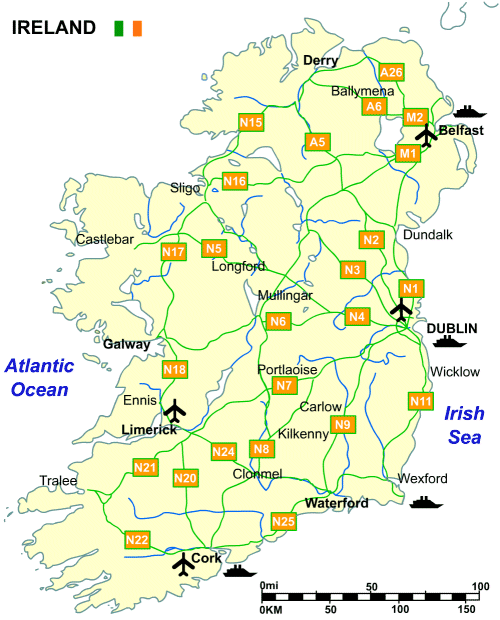 IRELAND
Derry
A26
Ballymena
A6
M2
N15
Belfast
A5
M1
N16
Sligo
Castlebar
N17
N5
N2
Dundalk
Longford
N3
Mullingar
N1
N6
N4
DUBLIN
Galway
Atlantic
Ocean
N18
Portlaoise
N7
Wicklow
Ennis
Carlow
N11
Irish
Sea
Limerick
N9
Kilkenny
N24
N8
N21
N20
Clonmel
Tralee
Wexford
Waterford
N25
N22
Cork
0mi 50 100
0KM 50 100 150